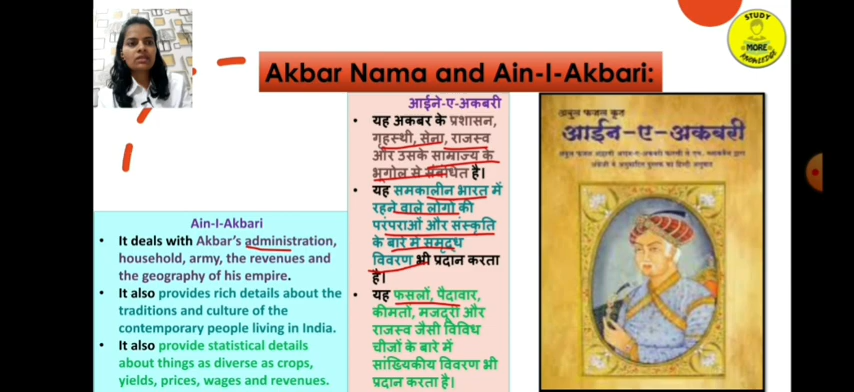 STUDY
MORE
KNOWLEDGE
Akbar Nama and Ain-I-Akbari:
Ain-I-Akbari
• It deals with Akbar's administration,
household, army, the revenues and
the geography of his empire.
• It also provides rich details about the
traditions and culture of the
contemporary people living in India.
• It also provide statistical details
about things as diverse as crops,
yields, prices, wages and revenues.
आईने-ए-अकबरी
• यह अकबर के प्रशासन,
गृहस्थी, सेना, राजस्व
और उसके साम्राज्य के
भूगोल से संबंधित है।
• यह समकालीन भारत में
रहने वाले लोगों की
परंपराओं और संस्कृति
के बारे में समृद्ध
विवरण भी प्रदान करता
है।
• यह फसलों, पैदावार,
कीमतों, मजदूरी और
राजस्व जैसी विविध
चीजों के बारे में
सांख्यिकीय विवरण भी
प्रदान करता है।
अबुल फजल कृत
आईन-ए-अकबरी